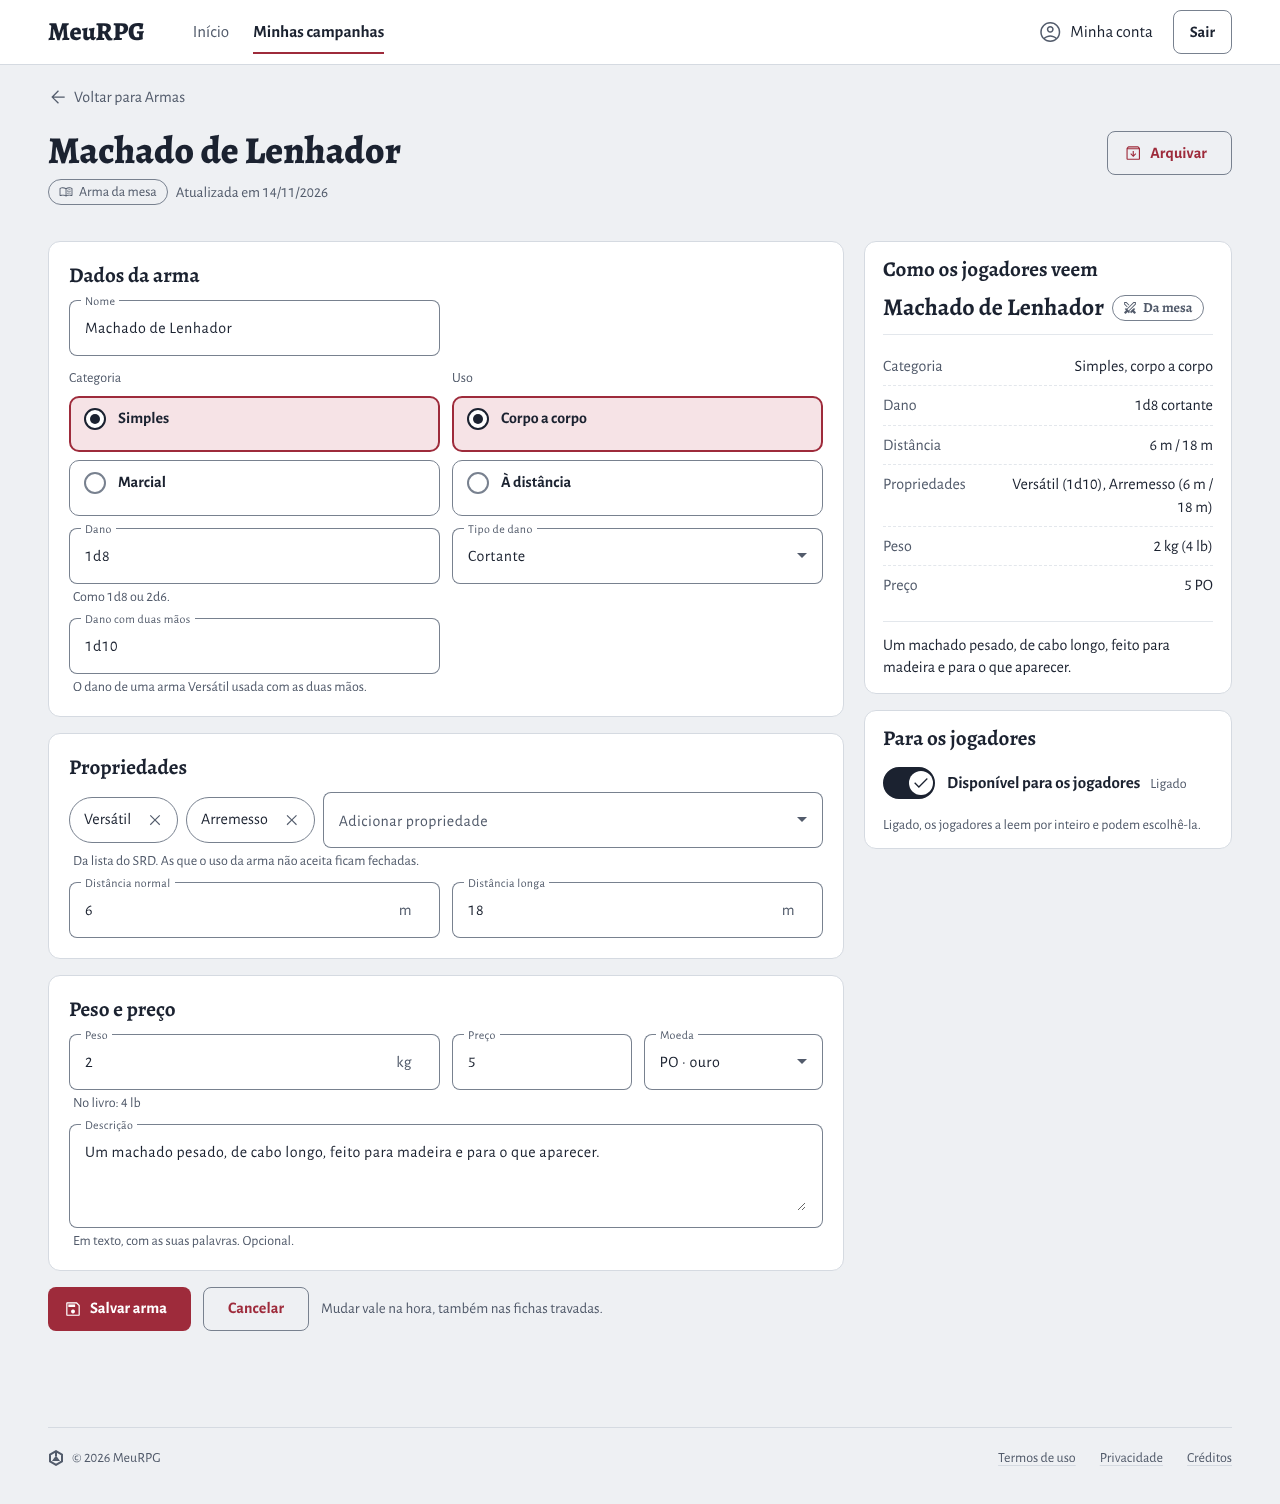 MeuRPG
Início
Minhas campanhas
Minha conta
Sair
Voltar para Armas
Machado de Lenhador
Arquivar
Arma da mesa
Atualizada em 14/11/2026
Dados da arma
Nome
Machado de Lenhador
Categoria
Uso
Simples
Corpo a corpo
Marcial
À distância
Dano
1d8
Tipo de dano
Cortante
Como 1d8 ou 2d6.
Dano com duas mãos
1d10
O dano de uma arma Versátil usada com as duas mãos.
Propriedades
Versátil
Arremesso
Adicionar propriedade
Da lista do SRD. As que o uso da arma não aceita ficam fechadas.
Distância normal
6 m
Distância longa
18 m
Peso e preço
Peso
2 kg
Preço
5
Moeda
PO · ouro
No livro: 4 lb
Descrição
Um machado pesado, de cabo longo, feito para madeira e para o que aparecer.
Em texto, com as suas palavras. Opcional.
Salvar arma
Cancelar
Mudar vale na hora, também nas fichas travadas.
Como os jogadores veem
Machado de Lenhador
Da mesa
Categoria Simples, corpo a corpo
Dano 1d8 cortante
Distância 6 m / 18 m
Propriedades Versátil (1d10), Arremesso (6 m /
18 m)
Peso 2 kg (4 lb)
Preço 5 PO
Um machado pesado, de cabo longo, feito para
madeira e para o que aparecer.
Para os jogadores
Disponível para os jogadores Ligado
Ligado, os jogadores a leem por inteiro e podem escolhê-la.
© 2026 MeuRPG
Termos de uso
Privacidade
Créditos